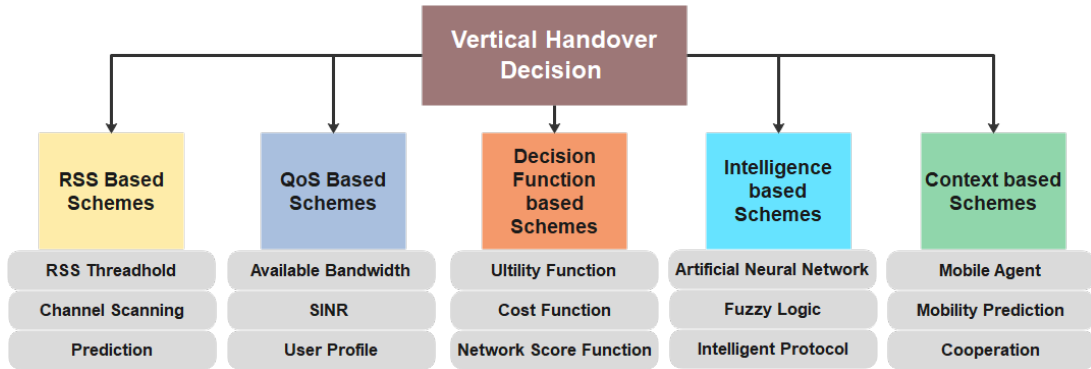 Vertical Handover
Decision
RSS Based
Schemes
QoS Based
Schemes
Decision
Function
based
Schemes
Intelligence
based
Schemes
Context based
Schemes
RSS Threadhold
Channel Scanning
Prediction
Available Bandwidth
SINR
User Profile
Ultility Function
Cost Function
Network Score Function
Artificial Neural Network
Fuzzy Logic
Intelligent Protocol
Mobile Agent
Mobility Prediction
Cooperation